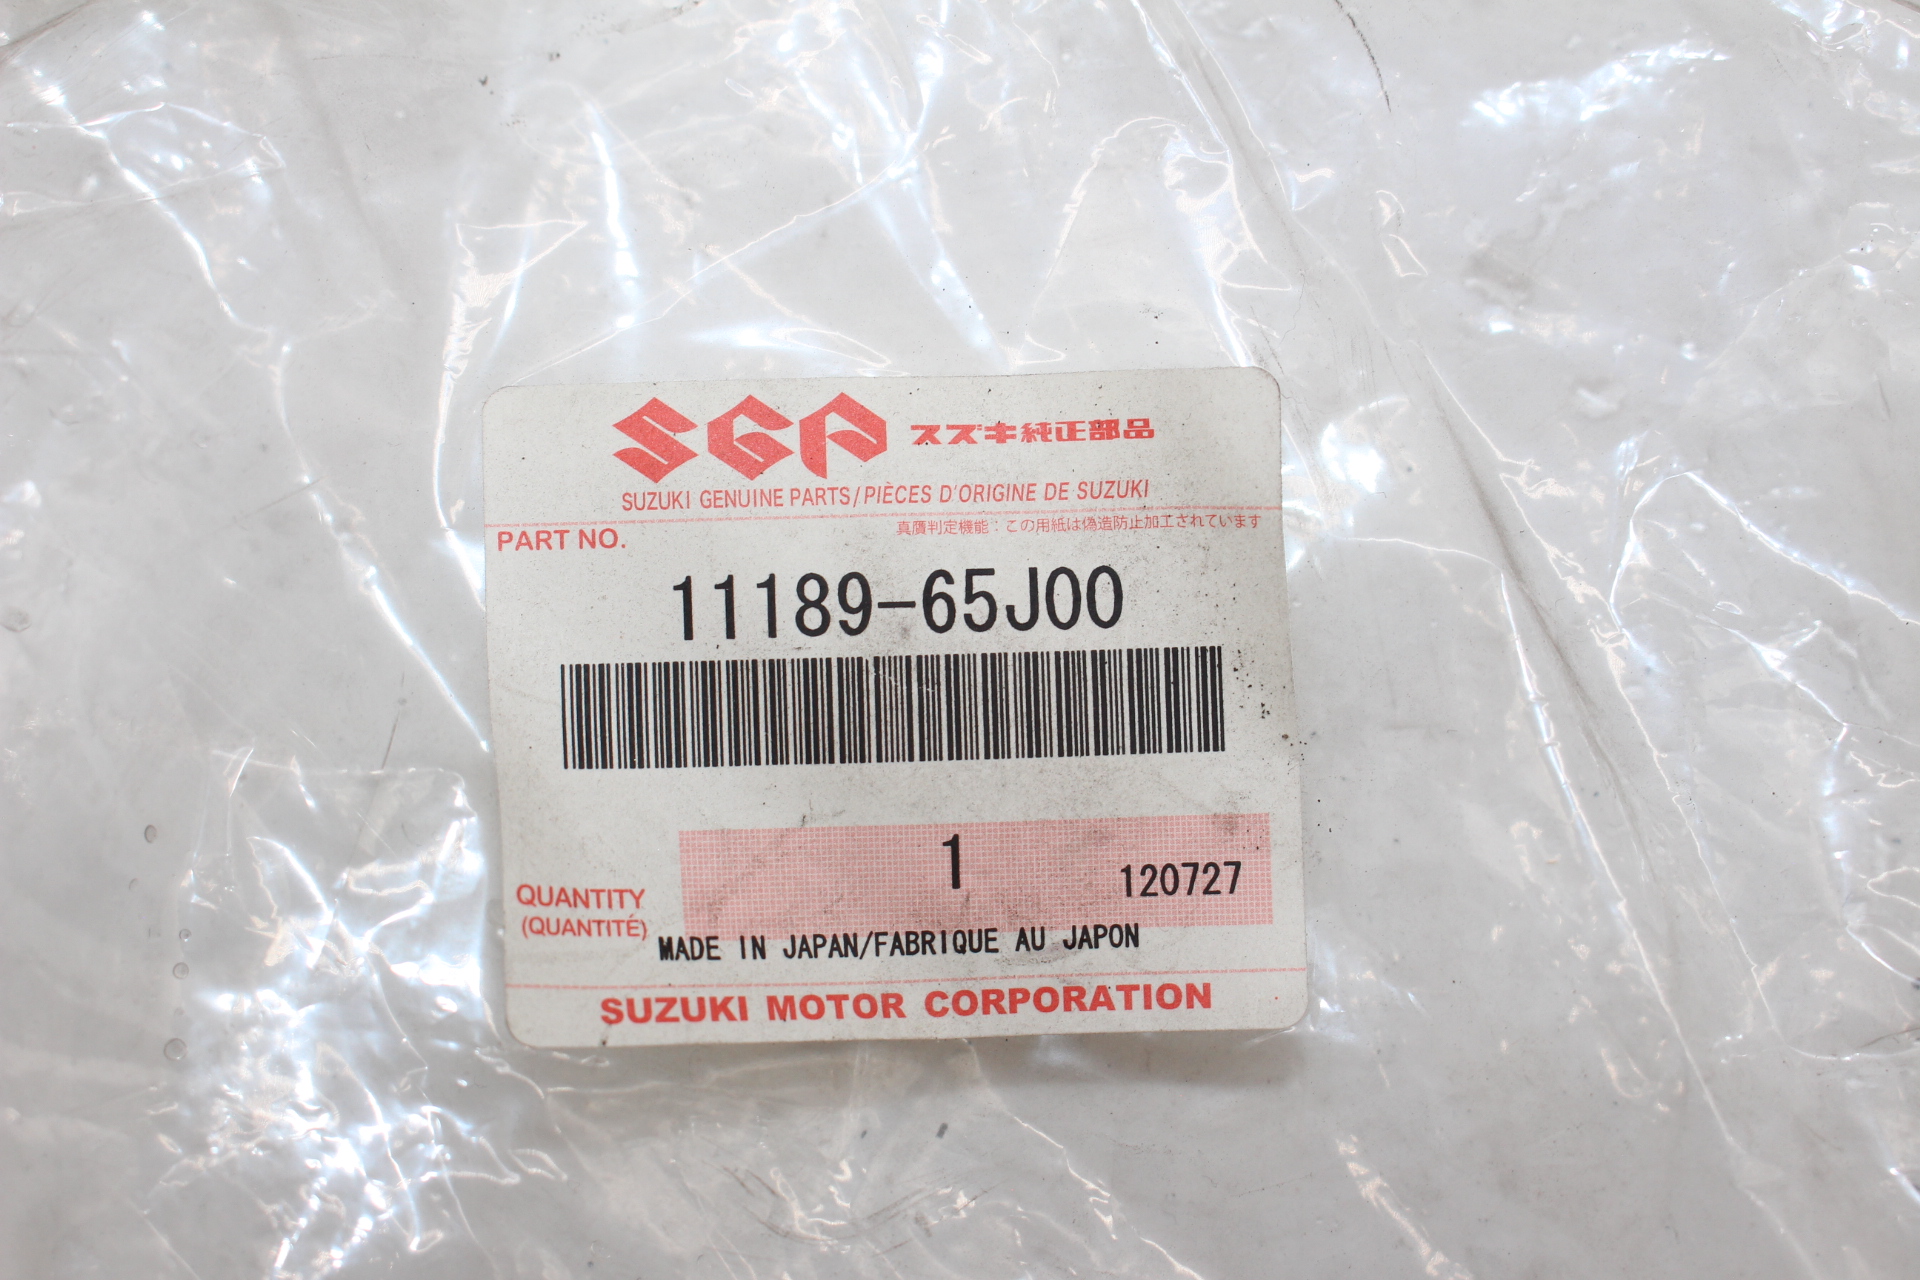 SGP スズキ純正部品
SUZUKI GENUINE PARTS/PIÈCES D'ORIGINE DE SUZUKI
真贋判定機能：この用紙は偽造防止加工されています
PART NO.
11189-65J00
1
120727
QUANTITY
(QUANTITÉ)
MADE IN JAPAN/FABRIQUE AU JAPON
SUZUKI MOTOR CORPORATION